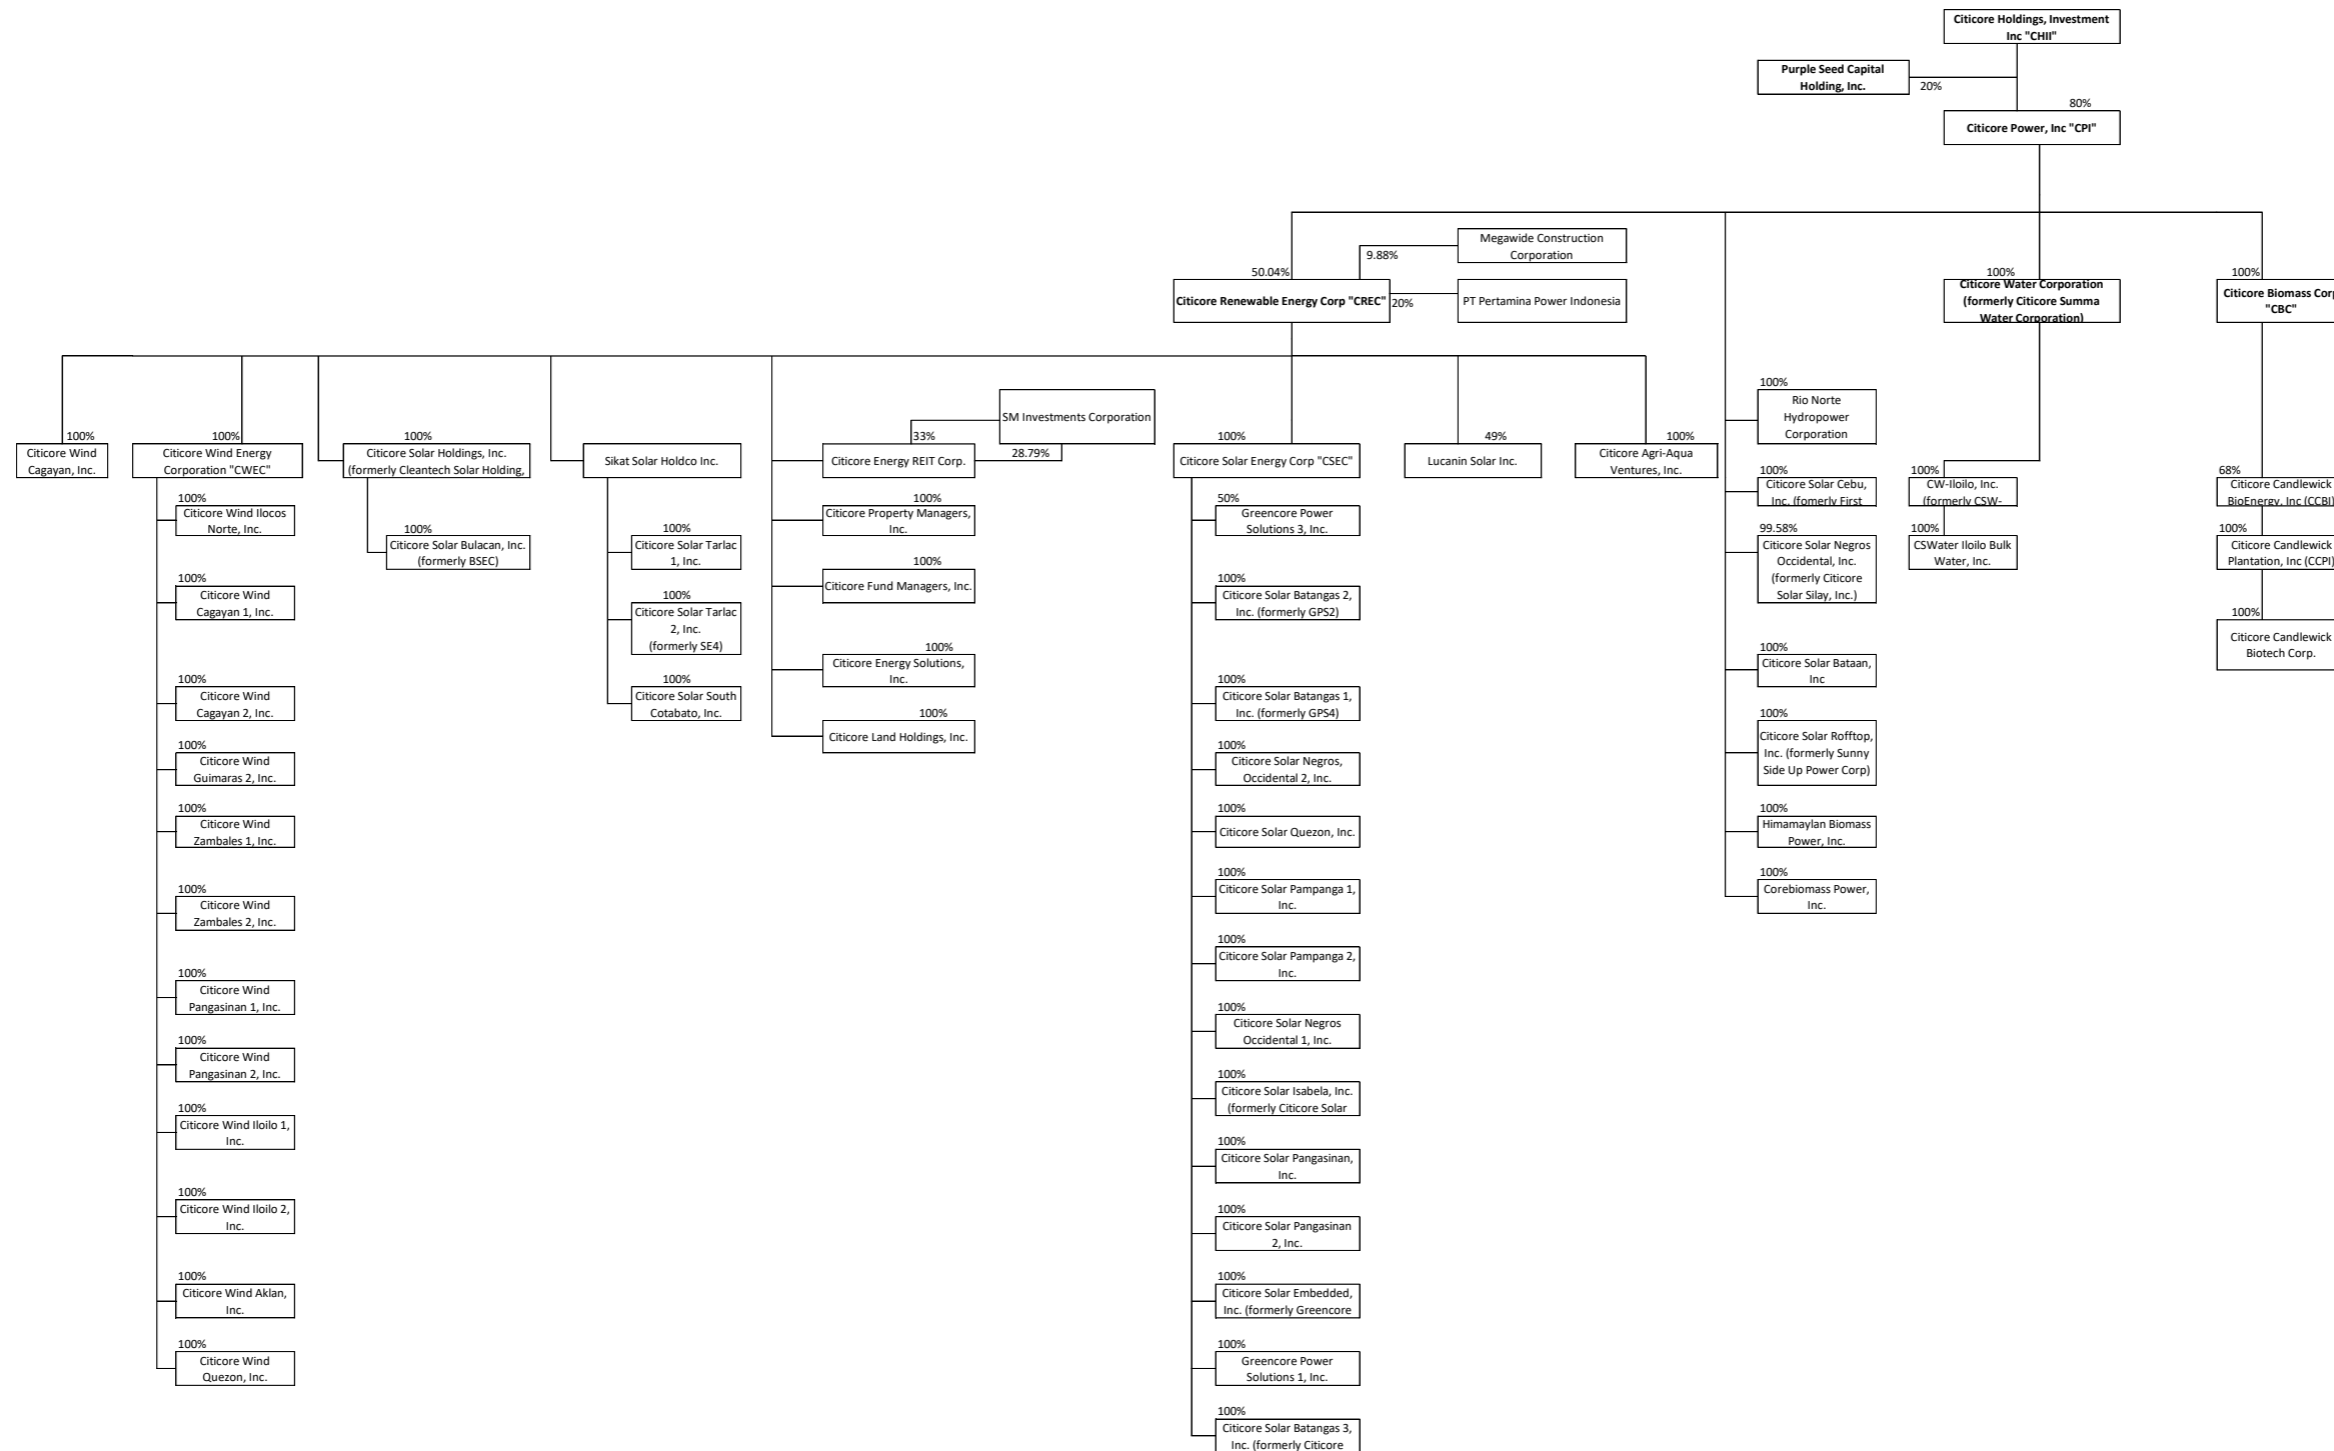 Citicore Holdings, Investment
Inc "CHII"
Purple Seed Capital
Holding, Inc.
20%
80%
Citicore Power, Inc "CPI"
Megawide Construction
Corporation
9.88%
50.04%
Citicore Renewable Energy Corp "CREC"
20%
PT Pertamina Power Indonesia
100%
Citicore Water Corporation
(formerly Citicore Summa
Water Corporation)
100%
Citicore Biomass Corp
"CBC"
SM Investments Corporation
100%
Citicore Wind
Cagayan, Inc.
100%
Citicore Wind Energy
Corporation "CWEC"
100%
Citicore Solar Holdings, Inc.
(formerly Cleantech Solar Holding,
Sikat Solar Holdco Inc.
33%
Citicore Energy REIT Corp.
28.79%
100%
Citicore Solar Energy Corp "CSEC"
49%
Lucanin Solar Inc.
100%
Citicore Agri-Aqua
Ventures, Inc.
100%
Citicore Wind Ilocos
Norte, Inc.
100%
Citicore Wind
Cagayan 1, Inc.
100%
Citicore Wind
Cagayan 2, Inc.
100%
Citicore Wind
Guimaras 2, Inc.
100%
Citicore Wind
Zambales 1, Inc.
100%
Citicore Wind
Zambales 2, Inc.
100%
Citicore Wind
Pangasinan 1, Inc.
100%
Citicore Wind
Pangasinan 2, Inc.
100%
Citicore Wind Iloilo 1,
Inc.
100%
Citicore Wind Iloilo 2,
Inc.
100%
Citicore Wind Aklan,
Inc.
100%
Citicore Wind
Quezon, Inc.
100%
Citicore Solar Bulacan, Inc.
(formerly BSEC)
100%
Citicore Solar Tarlac
1, Inc.
100%
Citicore Solar Tarlac
2, Inc.
(formerly SE4)
100%
Citicore Solar South
Cotabato, Inc.
100%
Citicore Property Managers,
Inc.
100%
Citicore Fund Managers, Inc.
100%
Citicore Energy Solutions,
Inc.
100%
Citicore Land Holdings, Inc.
50%
Greencore Power
Solutions 3, Inc.
100%
Citicore Solar Batangas 2,
Inc. (formerly GPS2)
100%
Citicore Solar Batangas 1,
Inc. (formerly GPS4)
100%
Citicore Solar Negros,
Occidental 2, Inc.
100%
Citicore Solar Quezon, Inc.
100%
Citicore Solar Pampanga 1,
Inc.
100%
Citicore Solar Pampanga 2,
Inc.
100%
Citicore Solar Negros
Occidental 1, Inc.
100%
Citicore Solar Isabela, Inc.
(formerly Citicore Solar
100%
Citicore Solar Pangasinan,
Inc.
100%
Citicore Solar Pangasinan
2, Inc.
100%
Citicore Solar Embedded,
Inc. (formerly Greencore
100%
Greencore Power
Solutions 1, Inc.
100%
Citicore Solar Batangas 3,
Inc. (formerly Citicore
100%
Rio Norte
Hydropower
Corporation
100%
Citicore Solar Cebu,
Inc. (fomerly First
99.58%
Citicore Solar Negros
Occidental, Inc.
(formerly Citicore
Solar Silay, Inc.)
100%
Citicore Solar Bataan,
Inc
100%
Citicore Solar Rofftop,
Inc. (formerly Sunny
Side Up Power Corp)
100%
Himamaylan Biomass
Power, Inc.
100%
Corebiomass Power,
Inc.
100%
CW-Iloilo, Inc.
(formerly CSW-
100%
CSWater Iloilo Bulk
Water, Inc.
68%
Citicore Candlewick
BioEnergy, Inc (CCBI)
100%
Citicore Candlewick
Plantation, Inc (CCPI)
100%
Citicore Candlewick
Biotech Corp.